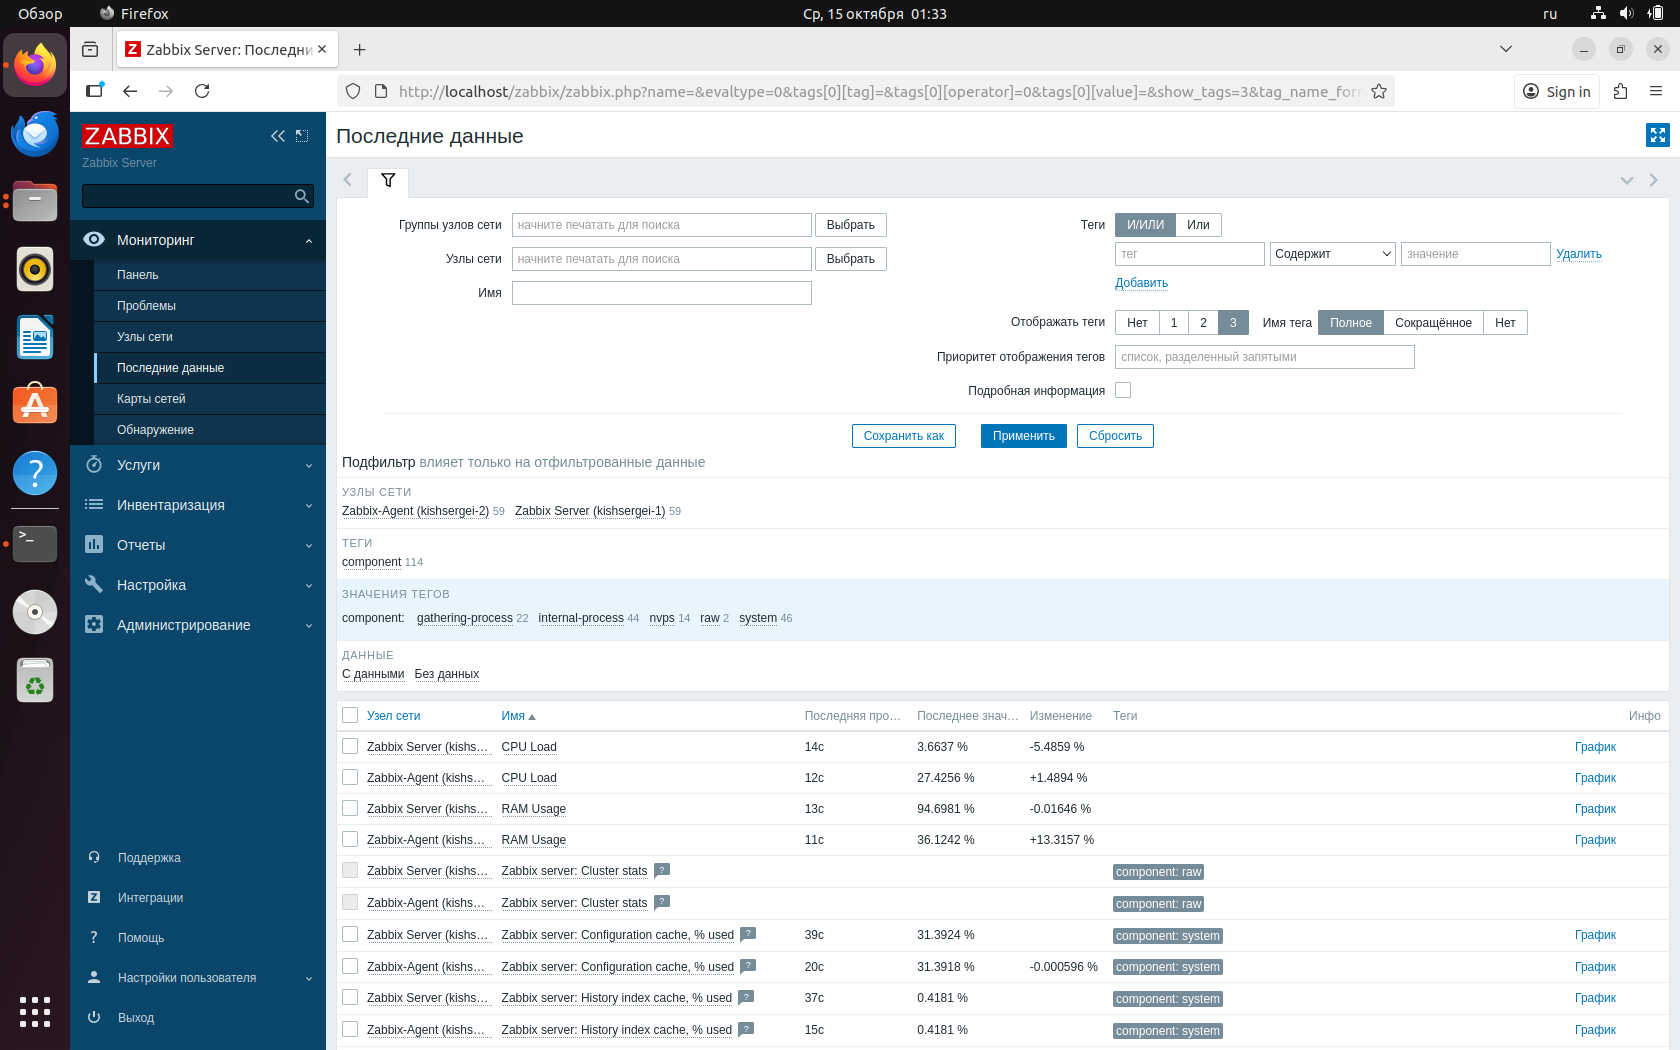 Обзор Firefox Ср, 15 октября 01:33 ru
Zabbix Server: Последни
http://localhost/zabbix/zabbix.php?name=&evaltype=0&tags[0][tag]=&tags[0][operator]=0&tags[0][value]=&show_tags=3&tag_name_for Sign in
ZABBIX
Zabbix Server
Мониторинг
Панель
Проблемы
Узлы сети
Последние данные
Карты сетей
Обнаружение
Услуги
Инвентаризация
Отчеты
Настройка
Администрирование
Поддержка
Интеграции
Помощь
Настройки пользователя
Выход
Последние данные
Группы узлов сети начните печатать для поиска Выбрать
Узлы сети начните печатать для поиска Выбрать
Имя
Теги И/ИЛИ Или
тег Содержит значение Удалить
Добавить
Отображать теги Нет 1 2 3 Имя тега Полное Сокращённое Нет
Приоритет отображения тегов список, разделенный запятыми
Подробная информация
Сохранить как Применить Сбросить
Подфильтр влияет только на отфильтрованные данные
УЗЛЫ СЕТИ
Zabbix-Agent (kishsergei-2) 59 Zabbix Server (kishsergei-1) 59
ТЕГИ
component 114
ЗНАЧЕНИЯ ТЕГОВ
component: gathering-process 22 internal-process 44 nvps 14 raw 2 system 46
ДАННЫЕ
С данными Без данных
Узел сети Имя Последняя про… Последнее знач… Изменение Теги Инфо
Zabbix Server (kishs… CPU Load 14с 3.6637 % -5.4859 % График
Zabbix-Agent (kishs… CPU Load 12с 27.4256 % +1.4894 % График
Zabbix Server (kishs… RAM Usage 13с 94.6981 % -0.01646 % График
Zabbix-Agent (kishs… RAM Usage 11с 36.1242 % +13.3157 % График
Zabbix Server (kishs… Zabbix server: Cluster stats ? component: raw
Zabbix-Agent (kishs… Zabbix server: Cluster stats ? component: raw
Zabbix Server (kishs… Zabbix server: Configuration cache, % used ? 39с 31.3924 % component: system График
Zabbix-Agent (kishs… Zabbix server: Configuration cache, % used ? 20с 31.3918 % -0.000596 % component: system График
Zabbix Server (kishs… Zabbix server: History index cache, % used ? 37с 0.4181 % component: system График
Zabbix-Agent (kishs… Zabbix server: History index cache, % used ? 15с 0.4181 % component: system График